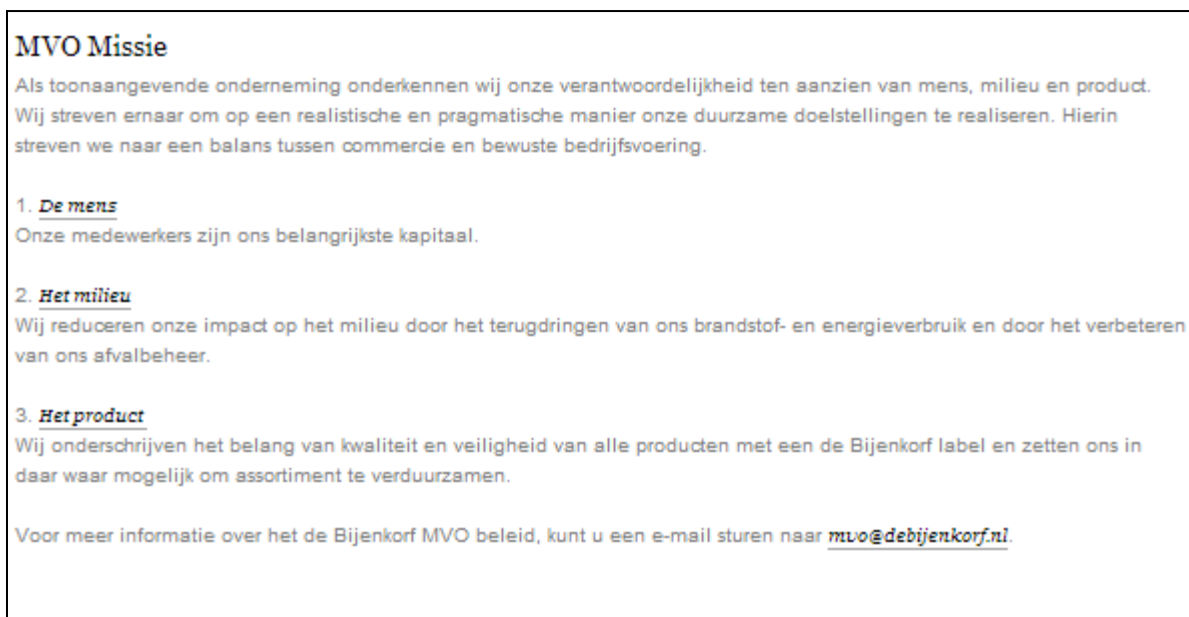 MVO Missie
Als toonaangevende onderneming onderkennen wij onze verantwoordelijkheid ten aanzien van mens, milieu en product.
Wij streven ernaar om op een realistische en pragmatische manier onze duurzame doelstellingen te realiseren. Hierin
streven we naar een balans tussen commercie en bewuste bedrijfsvoering.
1. De mens
Onze medewerkers zijn ons belangrijkste kapitaal.
2. Het milieu
Wij reduceren onze impact op het milieu door het terugdringen van ons brandstof- en energieverbruik en door het verbeteren
van ons afvalbeheer.
3. Het product
Wij onderschrijven het belang van kwaliteit en veiligheid van alle producten met een de Bijenkorf label en zetten ons in
daar waar mogelijk om assortiment te verduurzamen.
Voor meer informatie over het de Bijenkorf MVO beleid, kunt u een e-mail sturen naar mvo@debijenkorf.nl.